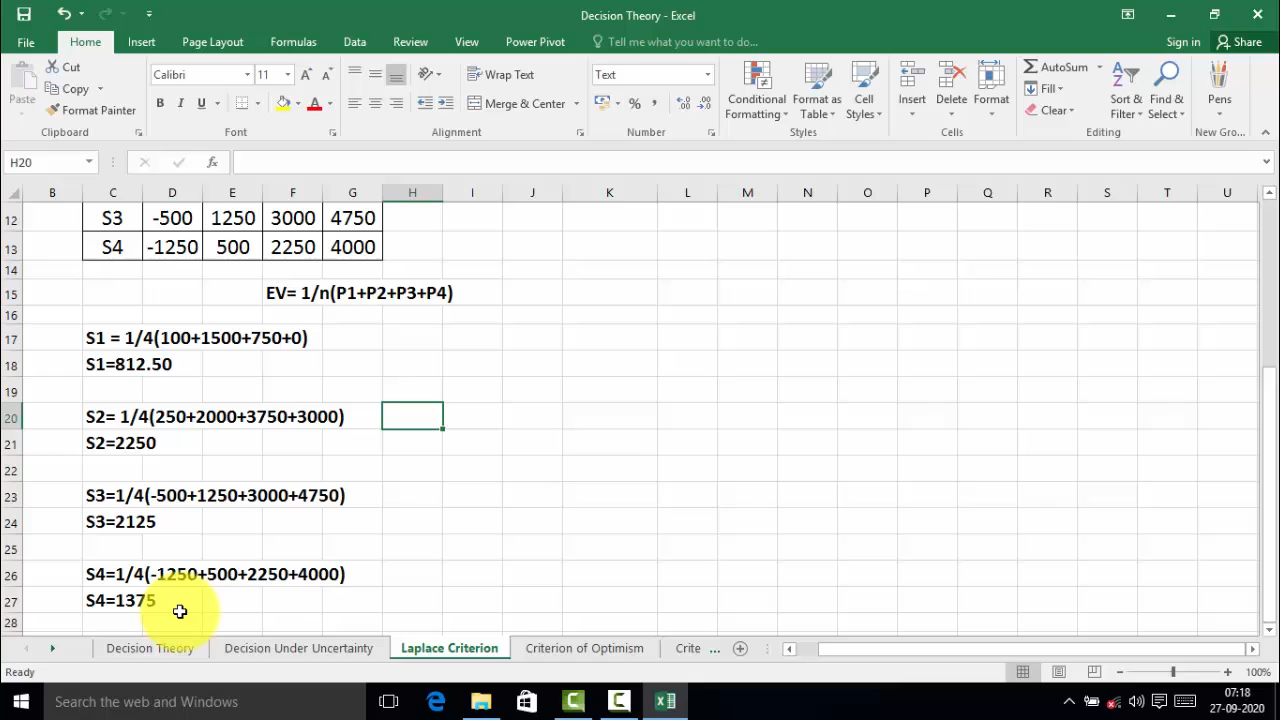 Decision Theory - Excel
File Home Insert Page Layout Formulas Data Review View Power Pivot Tell me what you want to do... Sign in Share
Paste
Cut
Copy
Format Painter
Calibri 11
B I U
A A
Wrap Text
Merge & Center
Text
% ,
Conditional Formatting
Format as Table
Cell Styles
Insert
Delete
Format
AutoSum
Fill
Clear
Sort & Filter
Find & Select
Pens
Clipboard Font Alignment Number Styles Cells Editing New Gro...
H20 fx
B C D E F G H I J K L M N O P Q R S T U
12 S3 -500 1250 3000 4750
13 S4 -1250 500 2250 4000
14
15 EV= 1/n(P1+P2+P3+P4)
16
17 S1 = 1/4(100+1500+750+0)
18 S1=812.50
19
20 S2= 1/4(250+2000+3750+3000)
21 S2=2250
22
23 S3=1/4(-500+1250+3000+4750)
24 S3=2125
25
26 S4=1/4(-1250+500+2250+4000)
27 S4=1375
28
Decision Theory Decision Under Uncertainty Laplace Criterion Criterion of Optimism Crite ...
Ready 100%
Search the web and Windows
07:18
27-09-2020